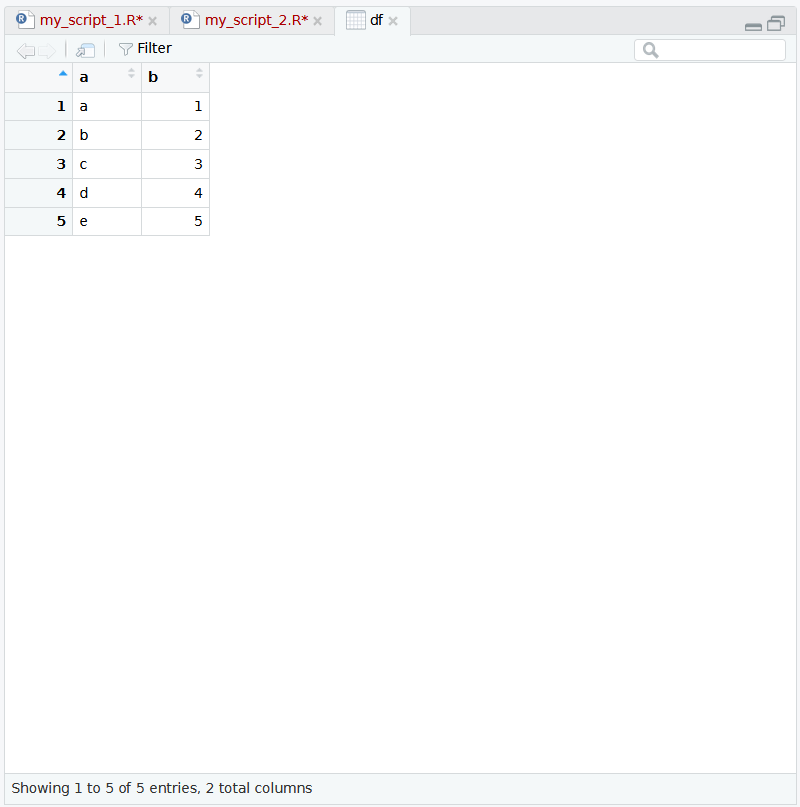 my_script_1.R* my_script_2.R* df
Filter
a b
1 a 1
2 b 2
3 c 3
4 d 4
5 e 5
Showing 1 to 5 of 5 entries, 2 total columns